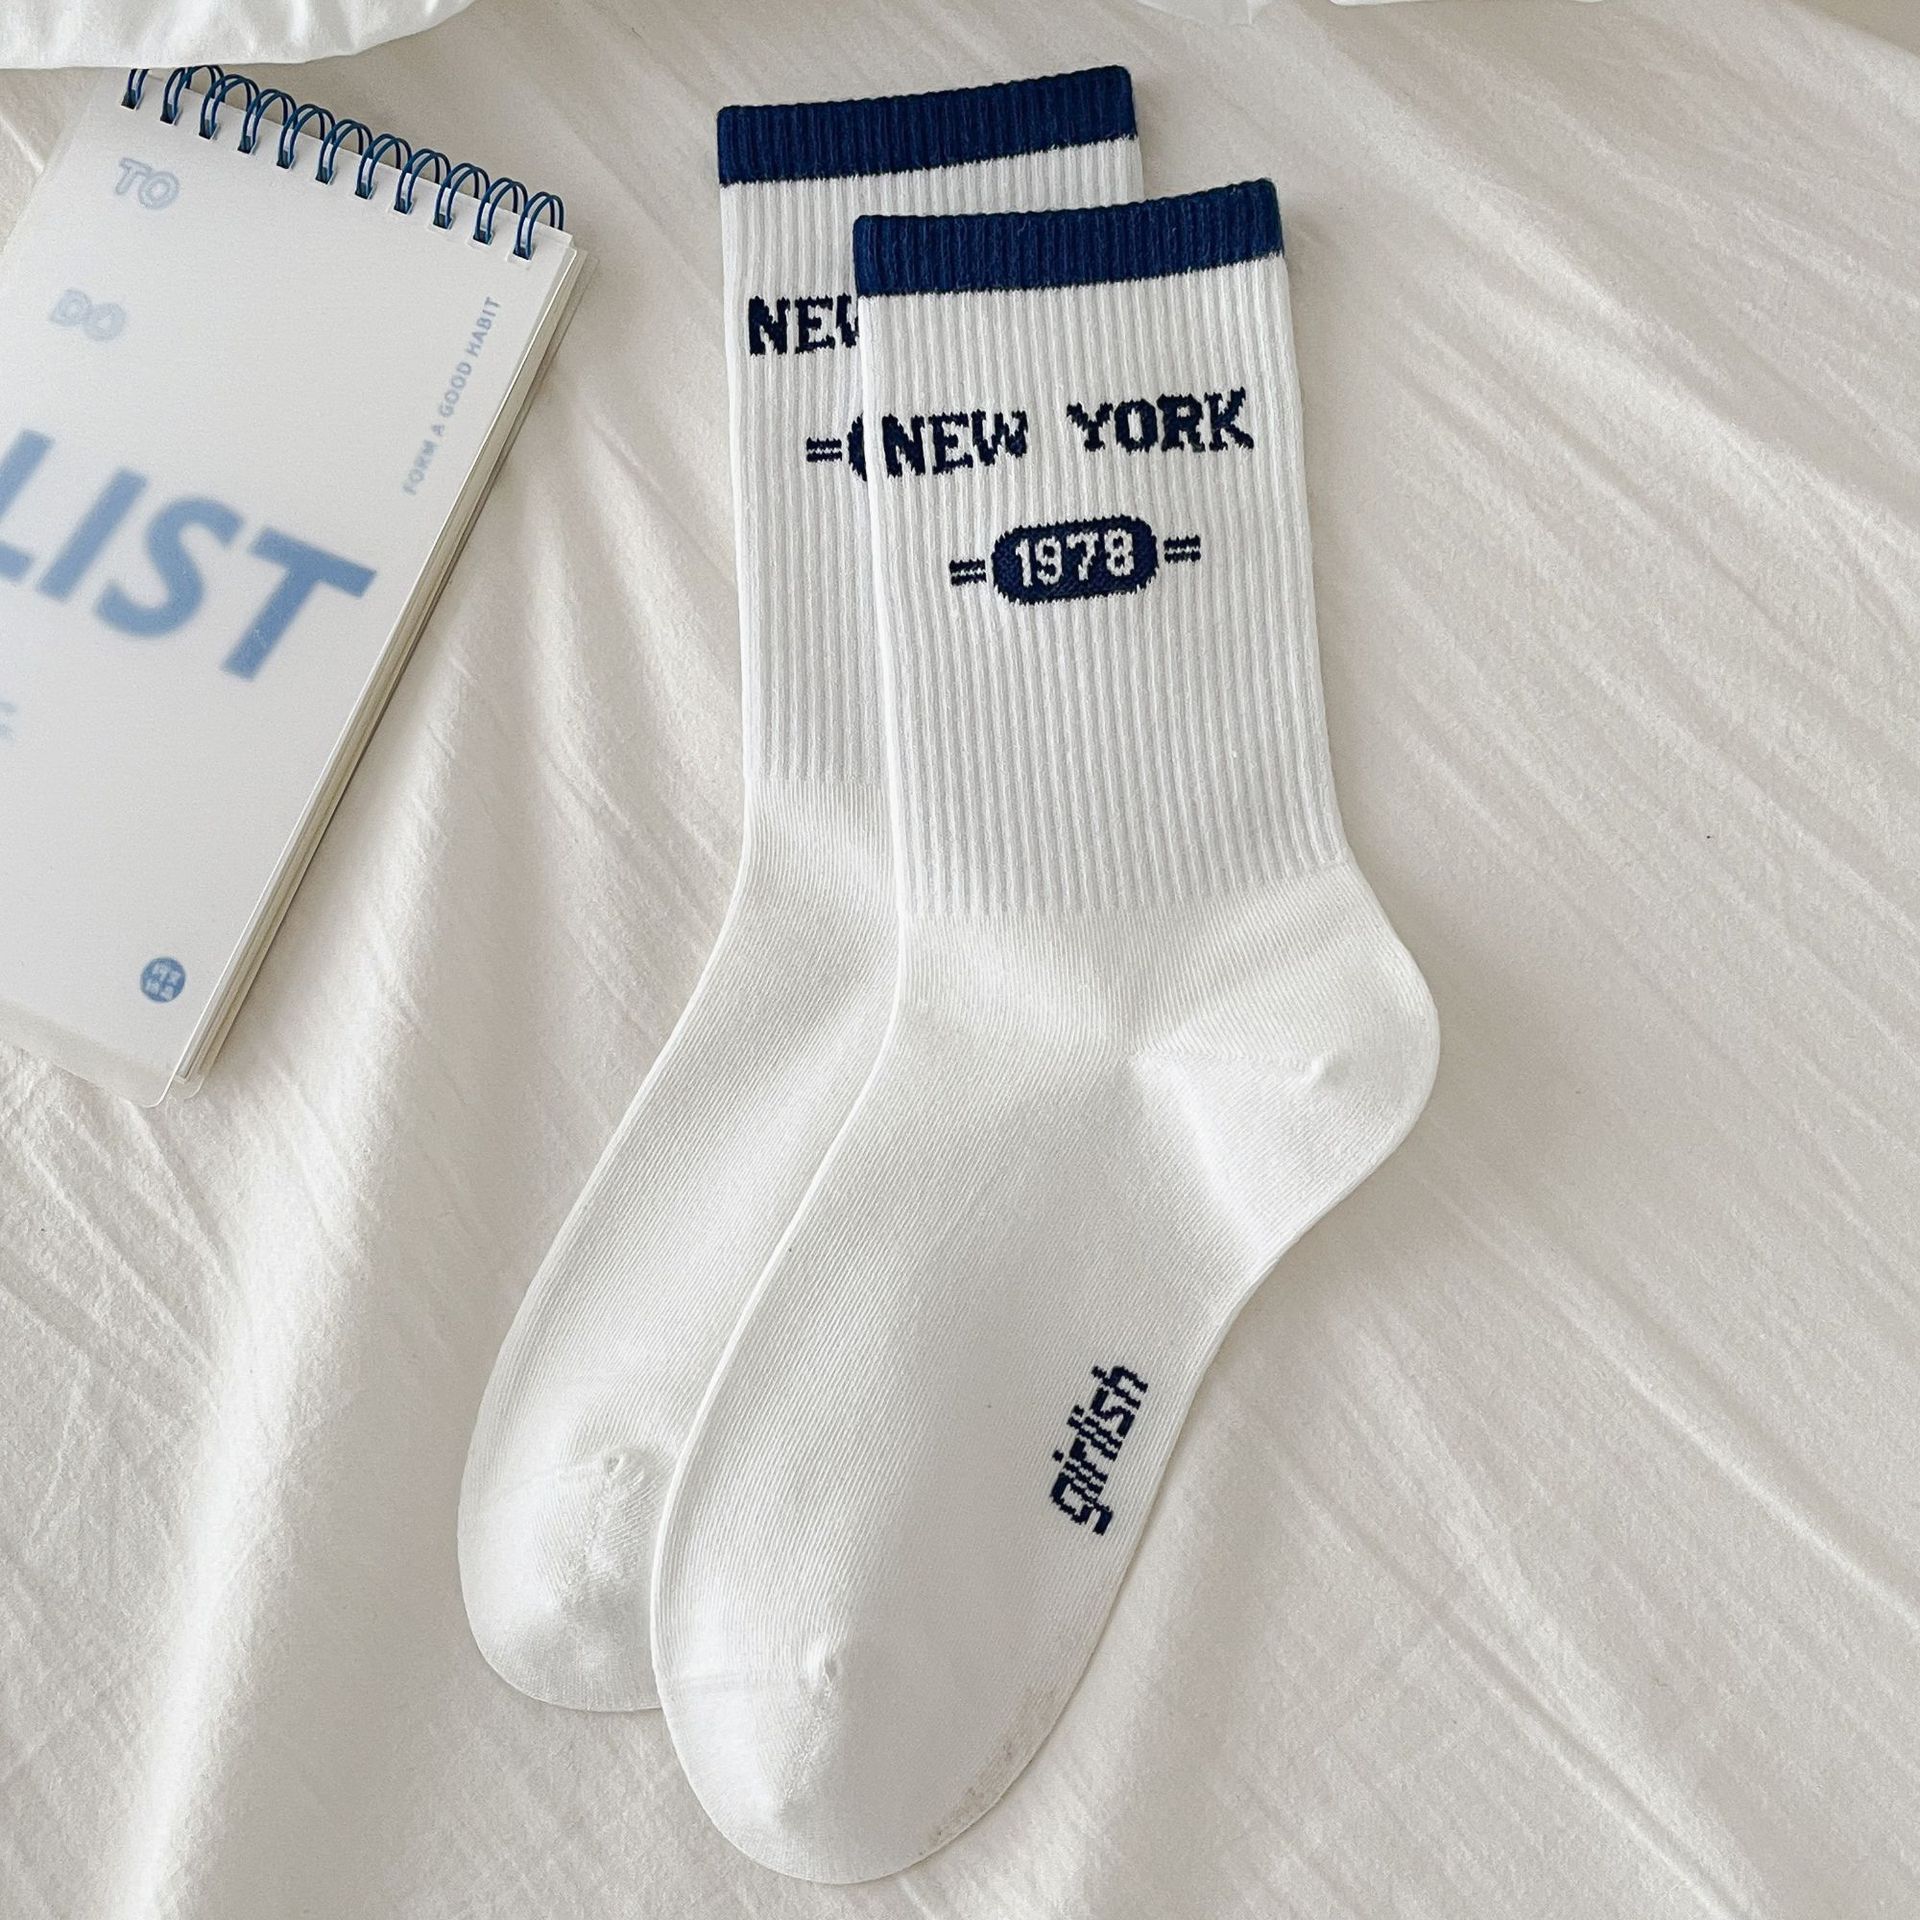 TO
DO
LIST
FORM A GOOD HABIT
NEW
=
NEW YORK
= 1978 =
girlish